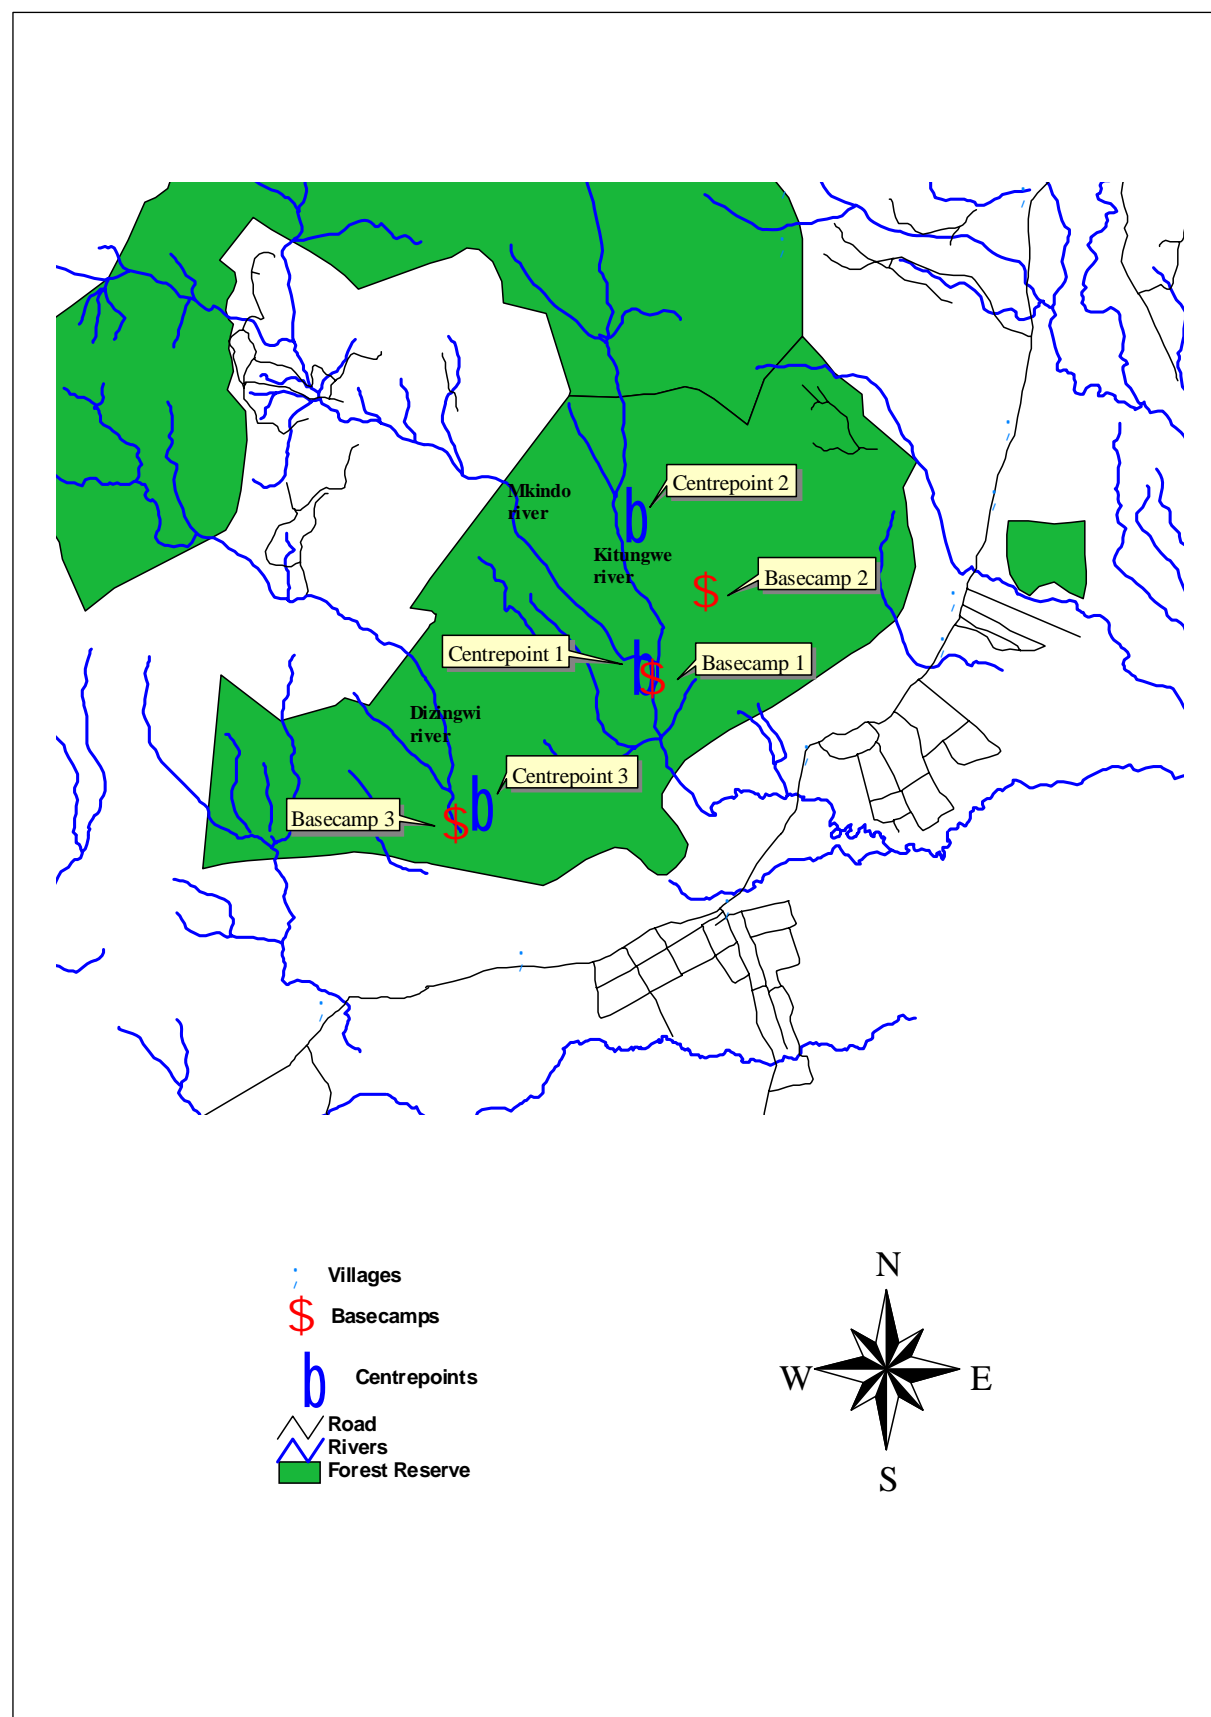 Centrepoint 2
Mkindo
river
b
Kitungwe
river
Basecamp 2
$
Centrepoint 1
b
$
Basecamp 1
Dizingwi
river
Centrepoint 3
b
Basecamp 3
$
Villages
$ Basecamps
b Centrepoints
Road
Rivers
Forest Reserve
N
W E
S